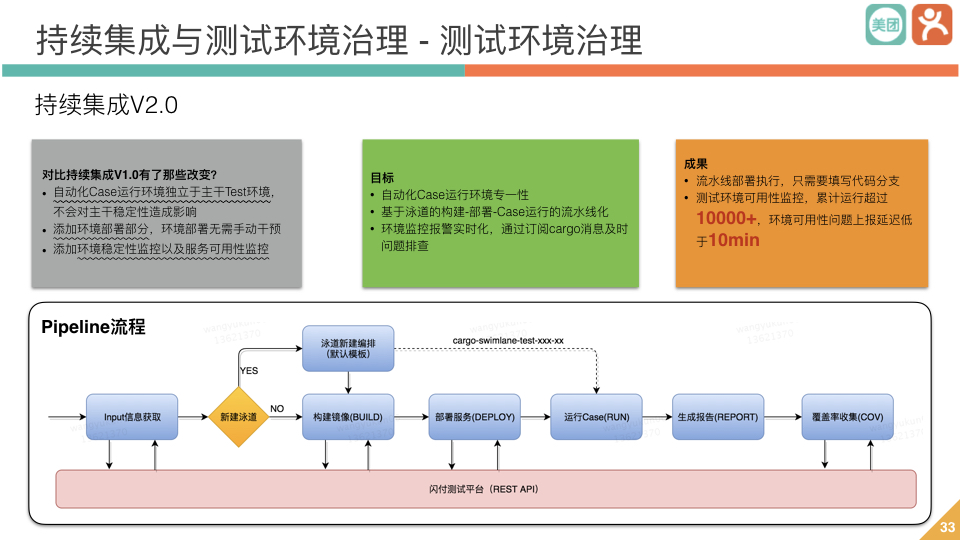 持续集成与测试环境治理 - 测试环境治理
美团
持续集成V2.0
对比持续集成V1.0有了那些改变?
• 自动化Case运行环境独立于主干Test环境,
不会对主干稳定性造成影响
• 添加环境部署部分，环境部署无需手动干预
• 添加环境稳定性监控以及服务可用性监控
目标
• 自动化Case运行环境专一性
• 基于泳道的构建-部署-Case运行的流水线化
• 环境监控报警实时化，通过订阅cargo消息及时
问题排查
成果
• 流水线部署执行，只需要填写代码分支
• 测试环境可用性监控，累计运行超过
10000+，环境可用性问题上报延迟低
于10min
Pipeline流程
泳道新建编排
（默认模板）
cargo-swimlane-test-xxx-xx
YES
Input信息获取
新建泳道
NO
构建镜像(BUILD)
部署服务(DEPLOY)
运行Case(RUN)
生成报告(REPORT)
覆盖率收集(COV)
闪付测试平台（REST API）
33